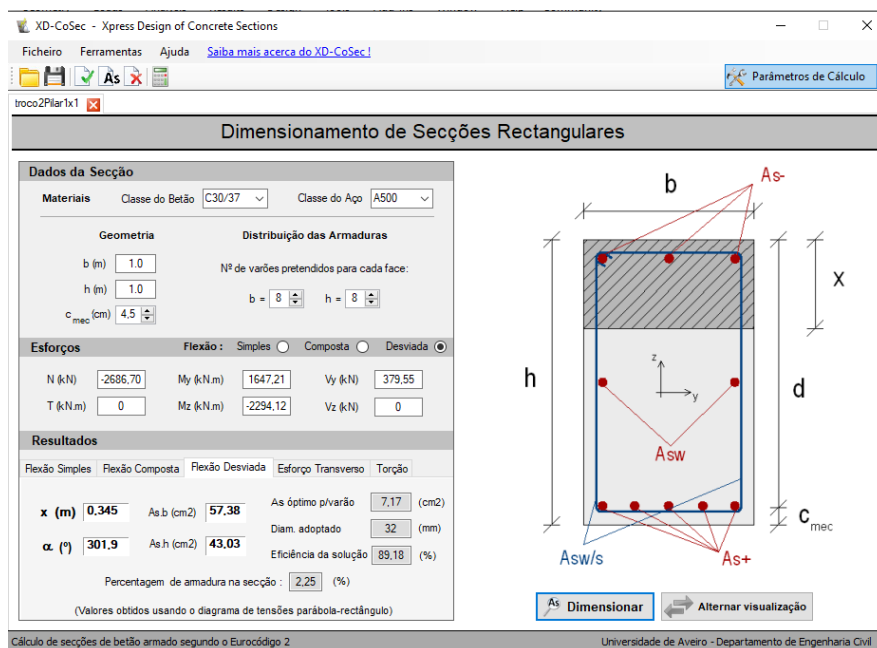 XD-CoSec - Xpress Design of Concrete Sections
Ficheiro Ferramentas Ajuda Saiba mais acerca do XD-CoSec !
As Parâmetros de Cálculo
troco2Pilar1x1
Dimensionamento de Secções Rectangulares
Dados da Secção
Materiais Classe do Betão C30/37 Classe do Aço A500
Geometria Distribuição das Armaduras
b (m) 1.0
Nº de varões pretendidos para cada face:
h (m) 1.0
b = 8 h = 8
c mec (cm) 4,5
Esforços Flexão : Simples Composta Desviada
N (kN) -2686,70 My (kN.m) 1647,21 Vy (kN) 379,55
T (kN.m) 0 Mz (kN.m) -2294,12 Vz (kN) 0
Resultados
Flexão Simples Flexão Composta Flexão Desviada Esforço Transverso Torção
x (m) 0,345 As.b (cm2) 57,38 As óptimo p/varão 7,17 (cm2)
Diam. adoptado 32 (mm)
α (º) 301,9 As.h (cm2) 43,03 Eficiência da solução 89,18 (%)
Percentagem de armadura na secção : 2,25 (%)
(Valores obtidos usando o diagrama de tensões parábola-rectângulo)
b
As-
x
h
z
y
d
Asw
c mec
Asw/s
As+
As Dimensionar
Alternar visualização
Cálculo de secções de betão armado segundo o Eurocódigo 2
Universidade de Aveiro - Departamento de Engenharia Civil